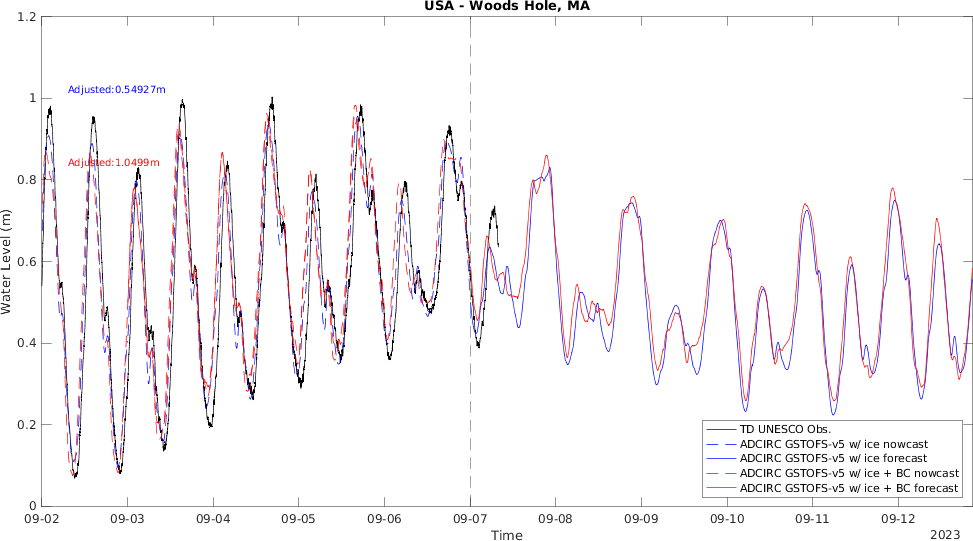 USA - Woods Hole, MA
1.2
1
0.8
0.6
0.4
0.2
0
Water Level (m)
Adjusted:0.54927m
Adjusted:1.0499m
TD UNESCO Obs.
ADCIRC GSTOFS-v5 w/ ice nowcast
ADCIRC GSTOFS-v5 w/ ice forecast
ADCIRC GSTOFS-v5 w/ ice + BC nowcast
ADCIRC GSTOFS-v5 w/ ice + BC forecast
09-02 09-03 09-04 09-05 09-06 09-07 09-08 09-09 09-10 09-11 09-12
Time
2023